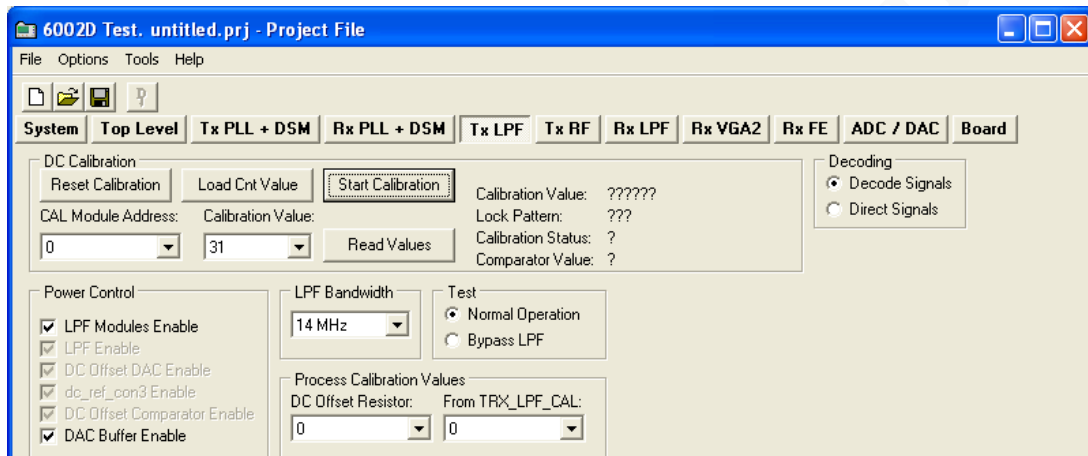 6002D Test. untitled.prj - Project File
File Options Tools Help
System Top Level Tx PLL + DSM Rx PLL + DSM Tx LPF Tx RF Rx LPF Rx VGA2 Rx FE ADC / DAC Board
DC Calibration
Reset Calibration Load Cnt Value Start Calibration
CAL Module Address: Calibration Value:
0 31 Read Values
Calibration Value: ??????
Lock Pattern: ???
Calibration Status: ?
Comparator Value: ?
Decoding
Decode Signals
Direct Signals
Power Control
LPF Modules Enable
LPF Enable
DC Offset DAC Enable
dc_ref_con3 Enable
DC Offset Comparator Enable
DAC Buffer Enable
LPF Bandwidth
14 MHz
Test
Normal Operation
Bypass LPF
Process Calibration Values
DC Offset Resistor: From TRX_LPF_CAL:
0 0